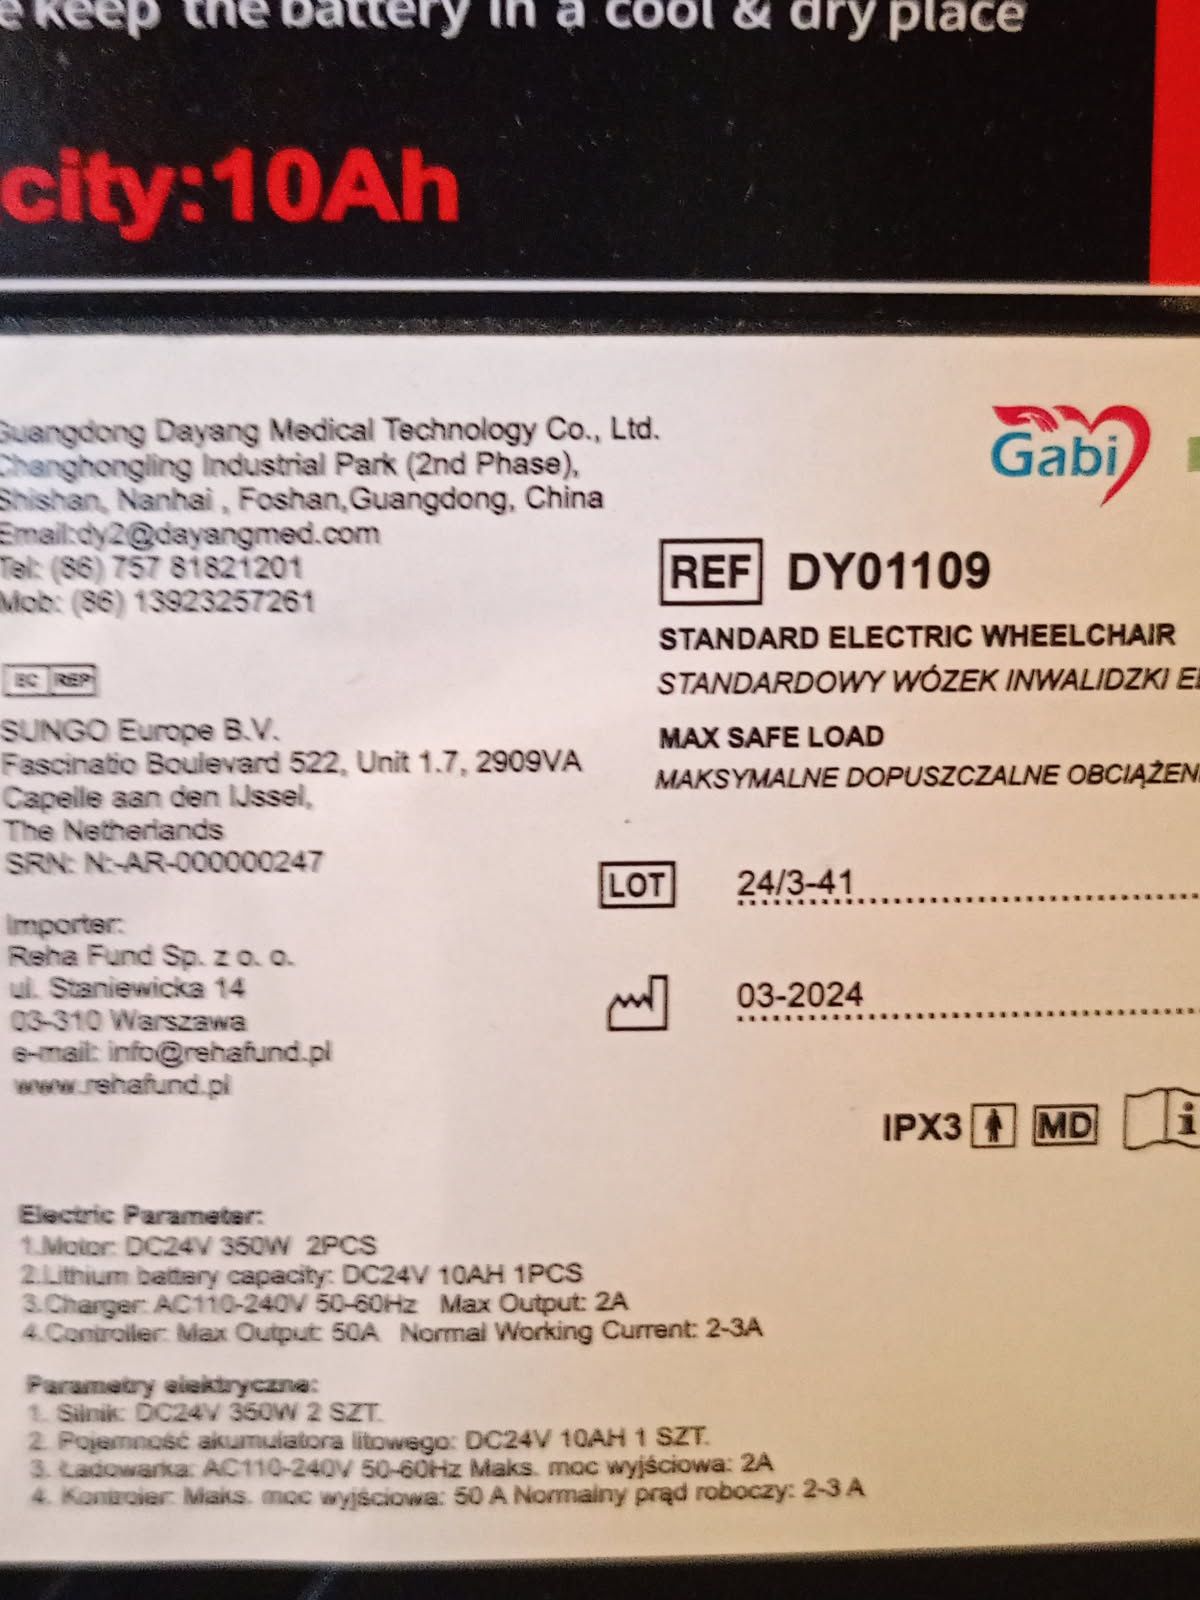 keep the battery in a cool & dry place
city:10Ah
Guangdong Dayang Medical Technology Co., Ltd.
Changhongling Industrial Park (2nd Phase),
Shishan, Nanhai , Foshan,Guangdong, China
Email:dy2@dayangmed.com
Tel: (86) 757 81821201
Mob: (86) 13923257261
Gabi
REF DY01109
STANDARD ELECTRIC WHEELCHAIR
STANDARDOWY WÓZEK INWALIDZKI
MAX SAFE LOAD
MAKSYMALNE DOPUSZCZALNE OBCIĄŻEN
EC REP
SUNGO Europe B.V.
Fascinatio Boulevard 522, Unit 1.7, 2909VA
Capelle aan den IJssel,
The Netherlands
SRN: N:-AR-000000247
LOT 24/3-41
03-2024
Importer:
Reha Fund Sp. z o. o.
ul. Staniewicka 14
03-310 Warszawa
e-mail: info@rehafund.pl
www.rehafund.pl
IPX3 MD i
Electric Parameter:
1.Motor: DC24V 350W 2PCS
2.Lithium battery capacity: DC24V 10AH 1PCS
3.Charger: AC110-240V 50-60Hz Max Output: 2A
4.Controller: Max Output: 50A Normal Working Current: 2-3A
Parametry elektryczne:
1. Silnik: DC24V 350W 2 SZT.
2. Pojemność akumulatora litowego: DC24V 10AH 1 SZT.
3. Ładowarka: AC110-240V 50-60Hz Maks. moc wyjściowa: 2A
4. Kontroler: Maks. moc wyjściowa: 50 A Normalny prąd roboczy: 2-3 A